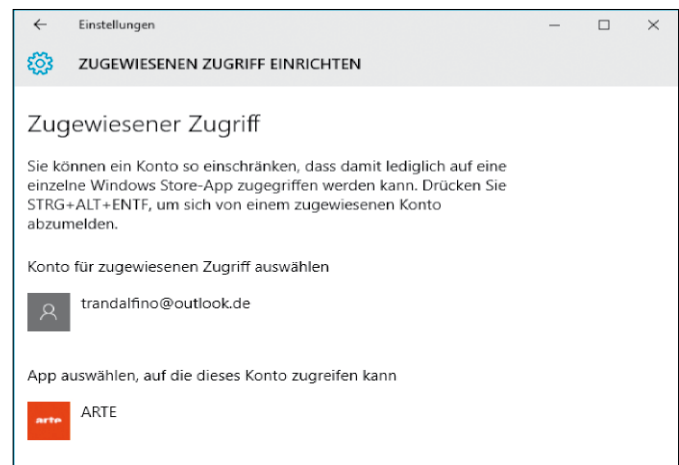 Einstellungen
ZUGEWIESENEN ZUGRIFF EINRICHTEN
Zugewiesener Zugriff
Sie können ein Konto so einschränken, dass damit lediglich auf eine
einzelne Windows Store-App zugegriffen werden kann. Drücken Sie
STRG+ALT+ENTF, um sich von einem zugewiesenen Konto
abzumelden.
Konto für zugewiesenen Zugriff auswählen
trandalfino@outlook.de
App auswählen, auf die dieses Konto zugreifen kann
arte
ARTE